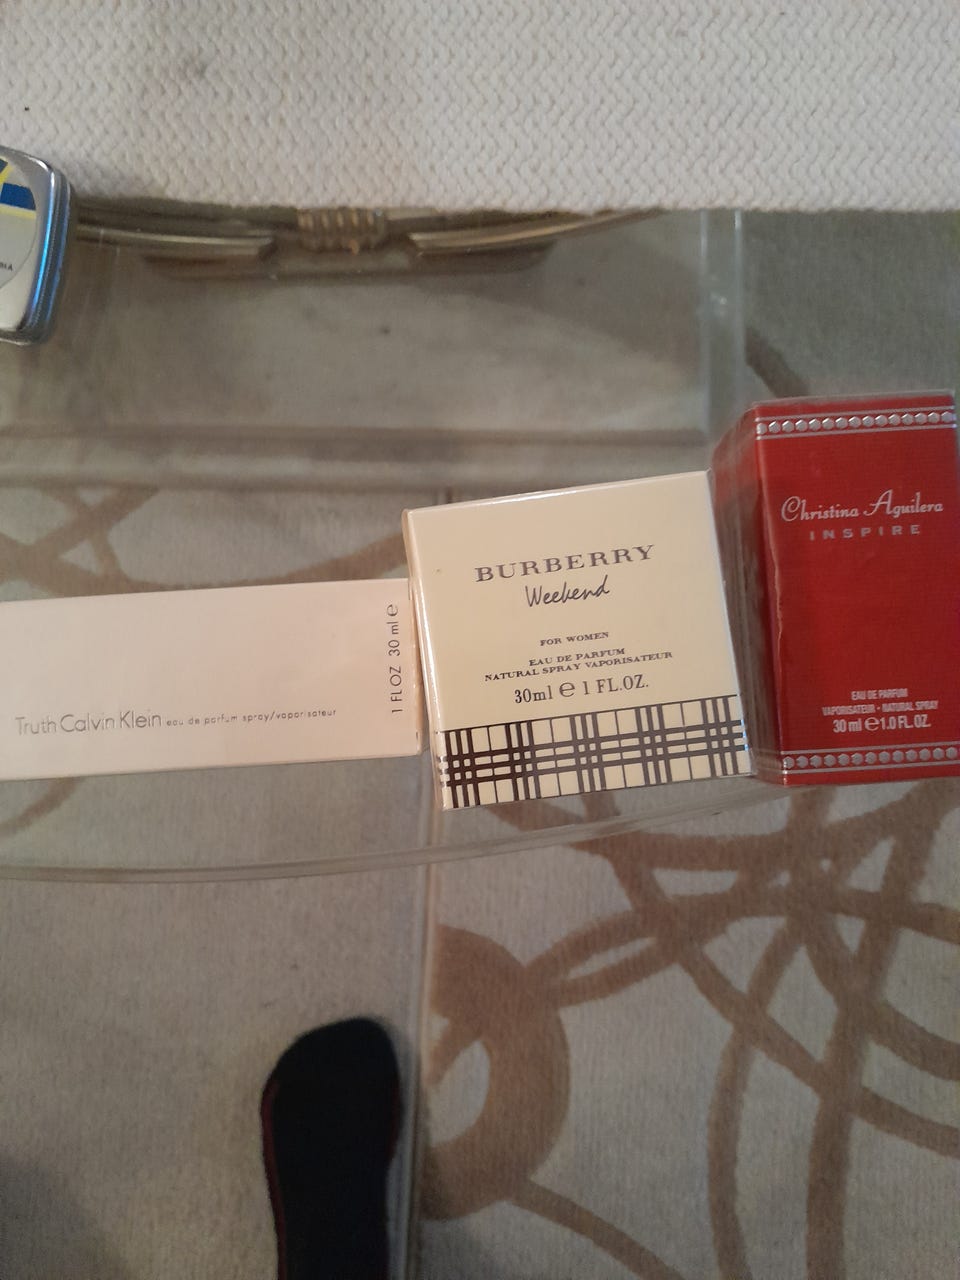 Truth Calvin Klein eau de parfum spray/vaporisateur
1 FL OZ 30 ml e
BURBERRY
Weekend
FOR WOMEN
EAU DE PARFUM
NATURAL SPRAY VAPORISATEUR
30ml e 1 FL.OZ.
Christina Aguilera
INSPIRE
EAU DE PARFUM
VAPORISATEUR - NATURAL SPRAY
30 ml e 1.0 FL. OZ.